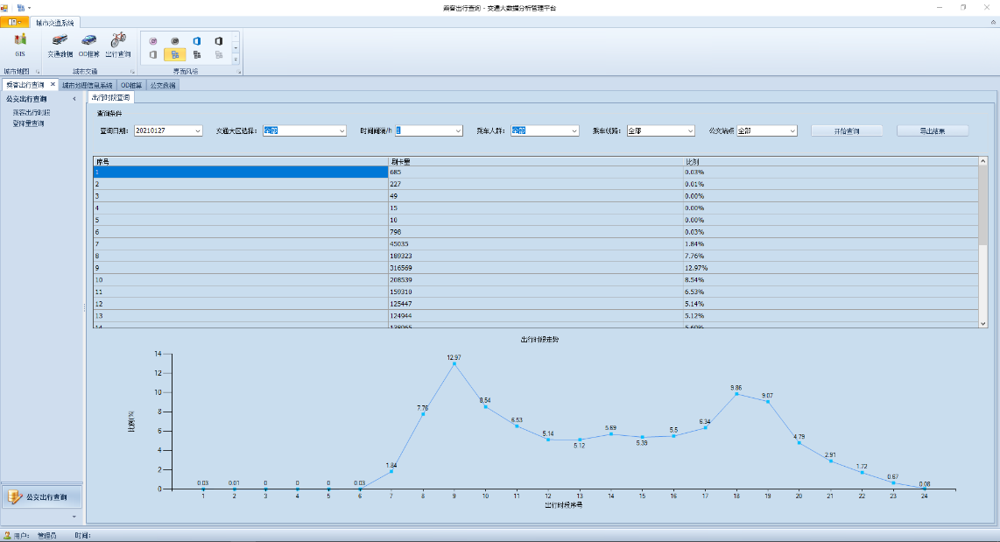 乘客出行查询 - 交通大数据分析管理平台
城市交通系统
GIS
交通数据 OD推算 出行查询
城市地图 城市交通 界面风格
乘客出行查询 城市地理信息系统 OD推算 公交数据
公交出行查询
乘客出行时段
登降量查询
出行时段查询
查询条件
查询日期: 20210127 交通大区选择: 全部 时间间隔/h 1 乘车人群: 全部 乘车线路: 全部 公交站点 全部 开始查询 导出结果
序号 刷卡量 比例
1 685 0.03%
2 227 0.01%
3 49 0.00%
4 15 0.00%
5 10 0.00%
6 798 0.03%
7 45035 1.84%
8 189323 7.76%
9 316569 12.97%
10 208539 8.54%
11 159310 6.53%
12 125447 5.14%
13 124944 5.12%
出行时段走势
比例(%)
14
12
10
8
6
4
2
0
0.03 0.01 0 0 0 0.03 1.84 7.76 12.97 8.54 6.53 5.14 5.12 5.69 5.39 5.5 6.34 9.86 9.07 4.79 2.91 1.72 0.67 0.08
1 2 3 4 5 6 7 8 9 10 11 12 13 14 15 16 17 18 19 20 21 22 23 24
出行时段序号
公交出行查询
用户: 管理员 时间: